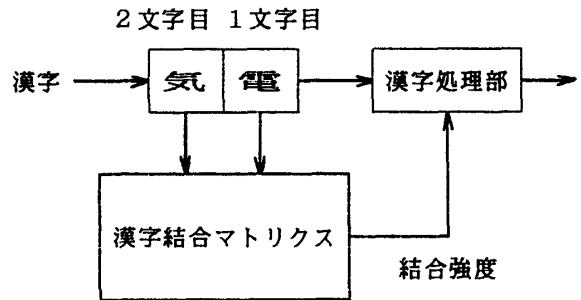 2文字目 1文字目
漢字 気 電 漢字処理部
漢字結合マトリクス
結合強度